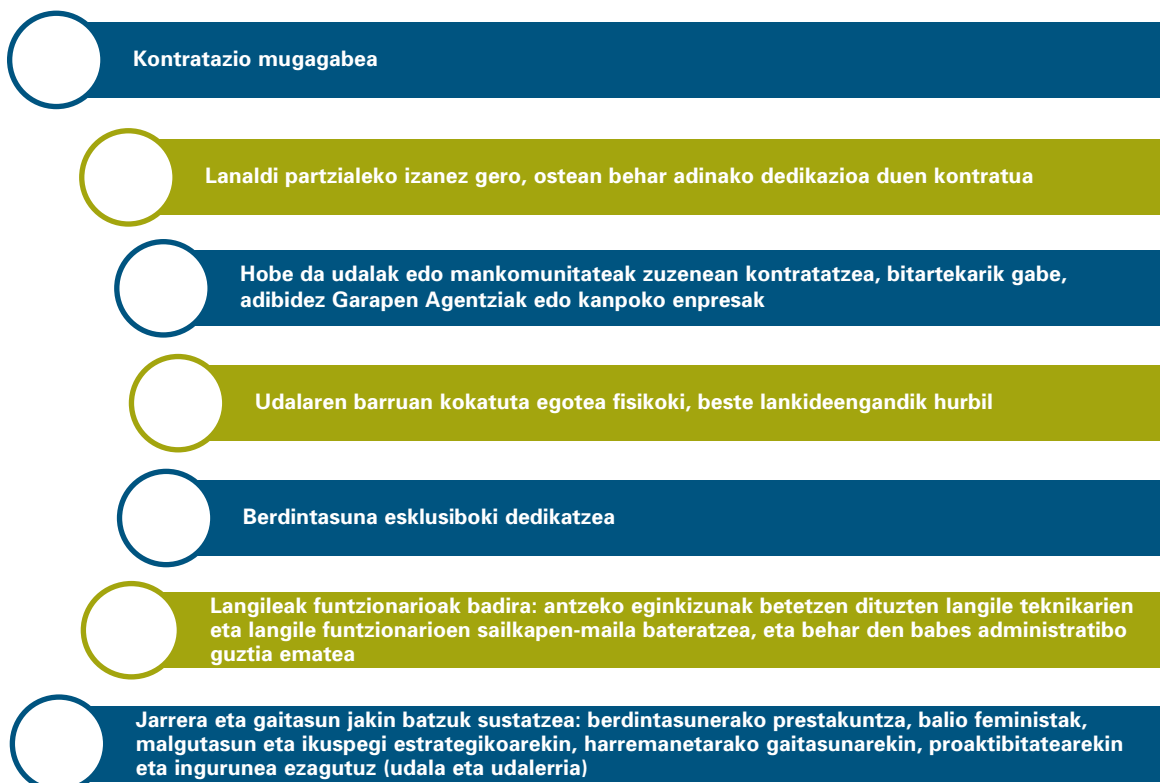 Kontratazio mugagabea
Lanaldi partzialeko izanez gero, ostean behar adinako dedikazioa duen kontratua
Hobe da udalak edo mankomunitateak zuzenean kontratatzea, bitartekarik gabe,
adibidez Garapen Agentziak edo kanpoko enpresak
Udalaren barruan kokatuta egotea fisikoki, beste lankideengandik hurbil
Berdintasuna esklusiboki dedikatzea
Langileak funtzionarioak badira: antzeko eginkizunak betetzen dituzten langile teknikarien
eta langile funtzionarioen sailkapen-maila bateratzea, eta behar den babes administratibo
guztia ematea
Jarrera eta gaitasun jakin batzuk sustatzea: berdintasunerako prestakuntza, balio feministak,
malgutasun eta ikuspegi estrategikoarekin, harremanetarako gaitasunarekin, proaktibitatearekin
eta ingurunea ezagutuz (udala eta udalerria)